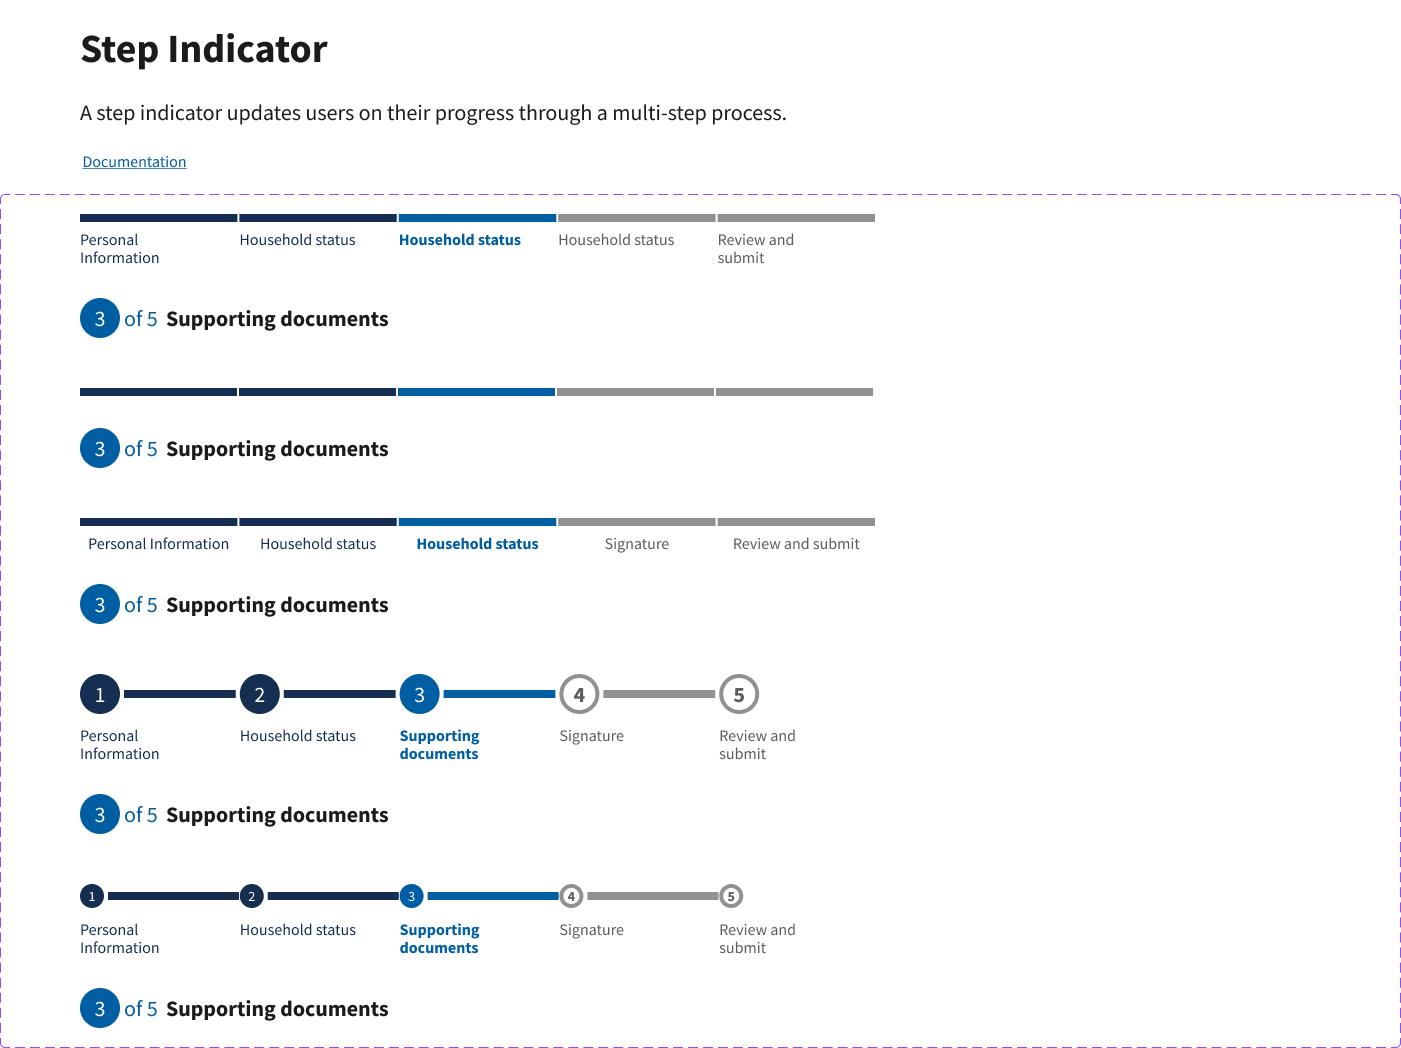 Step Indicator
A step indicator updates users on their progress through a multi-step process.
Documentation
Personal Information Household status Household status Household status Review and submit
3 of 5 Supporting documents
3 of 5 Supporting documents
Personal Information Household status Household status Signature Review and submit
3 of 5 Supporting documents
1 2 3 4 5
Personal Information Household status Supporting documents Signature Review and submit
3 of 5 Supporting documents
1 2 3 4 5
Personal Information Household status Supporting documents Signature Review and submit
3 of 5 Supporting documents